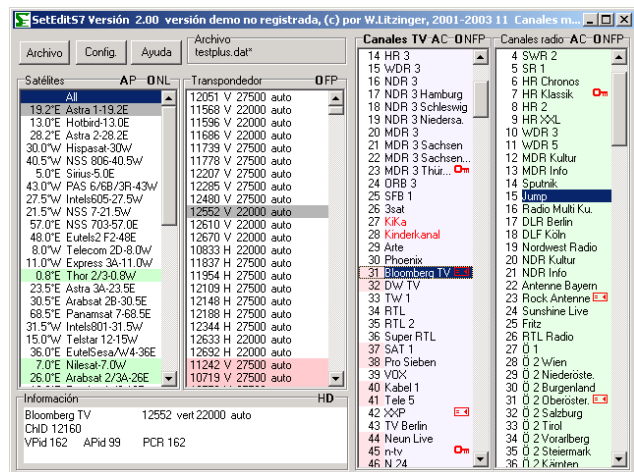 SetEditS7 Versión 2.00 versión demo no registrada, (c) por W.Litzinger, 2001-2003 11 Canales m...
Archivo
Config.
Ayuda
Archivo
testplus.dat*
Satélites
AP ONL
All
19.2°E Astra 1-19.2E
13.0°E Hotbird-13.0E
28.2°E Astra 2-28.2E
30.0°W Hispasat-30W
40.5°W NSS 806-40.5W
5.0°E Sirius-5.0E
43.0°W PAS 6/6B/3R-43W
27.5°W Intels605-27.5W
21.5°W NSS 7-21.5W
57.0°E NSS 703-57.0E
48.0°E Eutels2 F2-48E
8.0°W Telecom 2D-8.0W
11.0°W Express 3A-11.0W
0.8°E Thor 2/3-0.8W
23.5°E Astra 3A-23.5E
30.5°E Arabsat 2B-30.5E
68.5°E Panamsat 7-68.5E
31.5°W Intels801-31.5W
15.0°W Telstar 12-15W
36.0°E EutelSesa/W4-36E
7.0°E Nilesat-7.0W
26.0°E Arabsat 2/3A-26E
Transpondedor
OFP
12051 V 27500 auto
11568 V 22000 auto
11596 V 22000 auto
11686 V 22000 auto
11739 V 27500 auto
11778 V 27500 auto
12207 V 27500 auto
12285 V 27500 auto
12480 V 27500 auto
12552 V 22000 auto
12610 V 22000 auto
12670 V 22000 auto
10833 H 22000 auto
11837 H 27500 auto
11954 H 27500 auto
12109 H 27500 auto
12148 H 27500 auto
12188 H 27500 auto
12344 H 27500 auto
12633 H 22000 auto
12692 H 22000 auto
11242 V 27500 auto
10719 V 27500 auto
Información
HD
Bloomberg TV 12552 vert 22000 auto
ChID 12160
VPid 162 APid 99 PCR 162
Canales TV AC-ONFP
14 HR 3
15 WDR 3
16 NDR 3
17 NDR 3 Hamburg
18 NDR 3 Schleswig
19 NDR 3 Niedersa.
20 MDR 3
21 MDR 3 Sachsen
22 MDR 3 Sachsen...
23 MDR 3 Thür...
24 ORB 3
25 SFB 1
26 3sat
27 KiKa
28 Kinderkanal
29 Arte
30 Phoenix
31 Bloomberg TV
32 DW TV
33 TW 1
34 RTL
35 RTL 2
36 Super RTL
37 SAT 1
38 Pro Sieben
39 VOX
40 Kabel 1
41 Tele 5
42 XXP
43 TV Berlin
44 Neun Live
45 n-tv
46 N 24
Canales radio AC-ONFP
4 SWR 2
5 SR 1
6 HR Chronos
7 HR Klassik
8 HR 2
9 HR XXL
10 WDR 3
11 WDR 5
12 MDR Kultur
13 MDR Info
14 Sputnik
15 Jump
16 Radio Multi Ku.
17 DLR Berlin
18 DLF Köln
19 Nordwest Radio
20 NDR Kultur
21 NDR Info
22 Antenne Bayern
23 Rock Antenne
24 Sunshine Live
25 Fritz
26 RTL Radio
27 Ö 1
28 Ö 2 Wien
29 Ö 2 Niederöste.
30 Ö 2 Burgenland
31 Ö 2 Oberöster.
32 Ö 2 Salzburg
33 Ö 2 Tirol
34 Ö 2 Vorarlberg
35 Ö 2 Steiermark
36 Ö 2 Kärnten